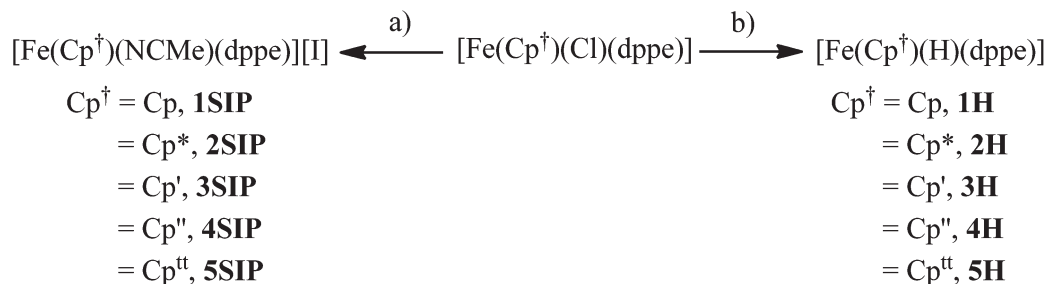 a) b)
[Fe(Cp†)(NCMe)(dppe)][I] [Fe(Cp†)(Cl)(dppe)] [Fe(Cp†)(H)(dppe)]
Cp† = Cp, 1SIP Cp† = Cp, 1H
= Cp*, 2SIP = Cp*, 2H
= Cp', 3SIP = Cp', 3H
= Cp'', 4SIP = Cp'', 4H
= Cptt, 5SIP = Cptt, 5H